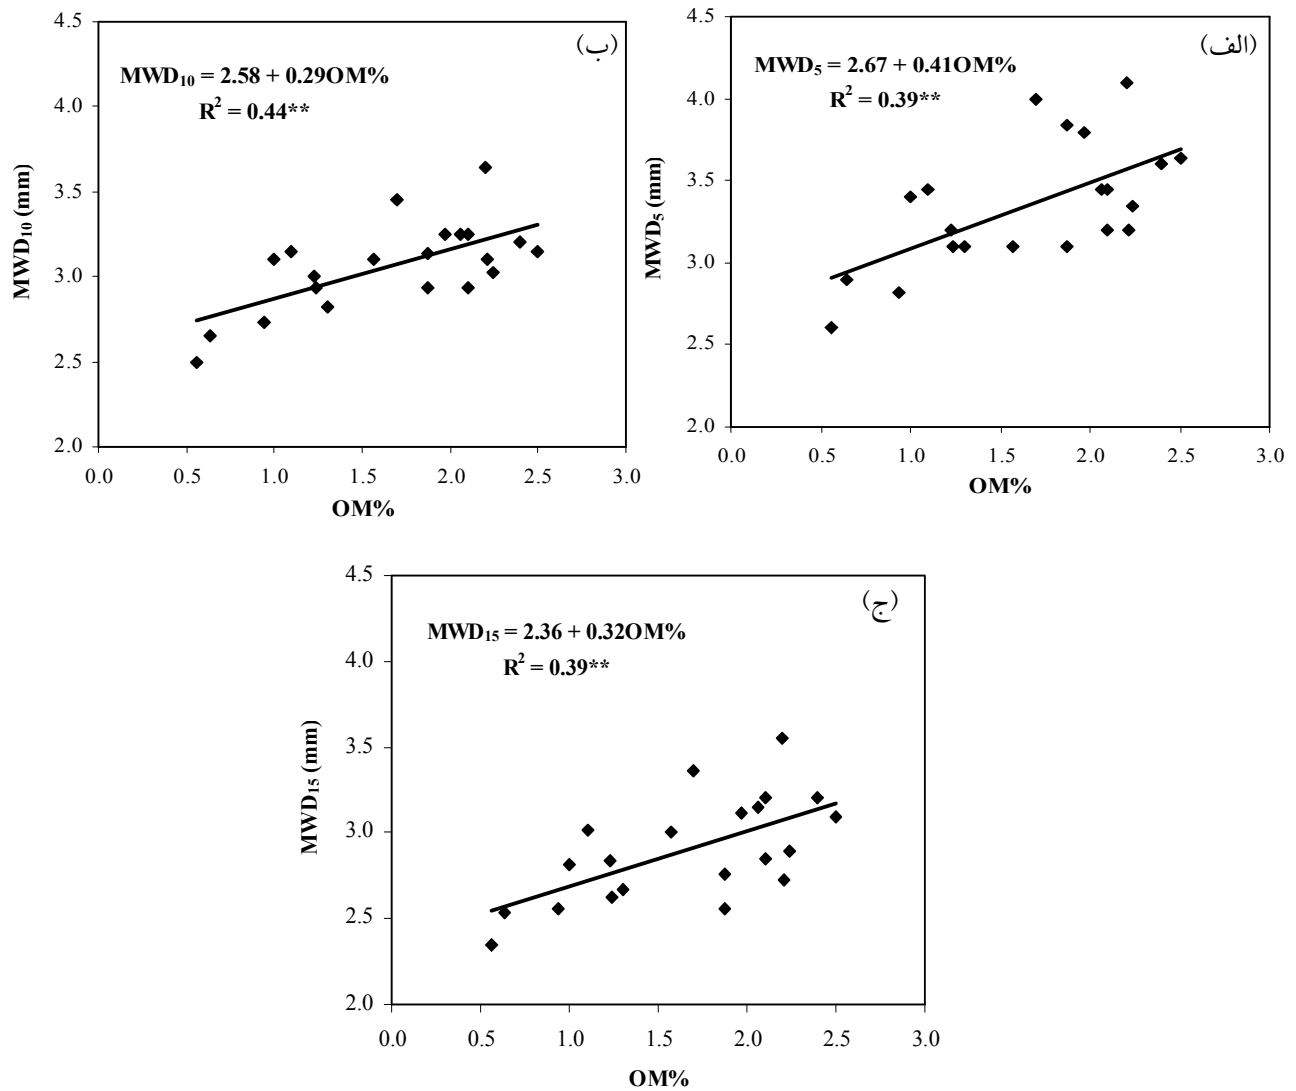 (الف)
MWD5 = 2.67 + 0.41OM%
R2 = 0.39**
MWD5 (mm)
4.5
4.0
3.5
3.0
2.5
2.0
0.0 0.5 1.0 1.5 2.0 2.5 3.0
OM%
(ب)
MWD10 = 2.58 + 0.29OM%
R2 = 0.44**
MWD10 (mm)
4.5
4.0
3.5
3.0
2.5
2.0
0.0 0.5 1.0 1.5 2.0 2.5 3.0
OM%
(ج)
MWD15 = 2.36 + 0.32OM%
R2 = 0.39**
MWD15 (mm)
4.5
4.0
3.5
3.0
2.5
2.0
0.0 0.5 1.0 1.5 2.0 2.5 3.0
OM%